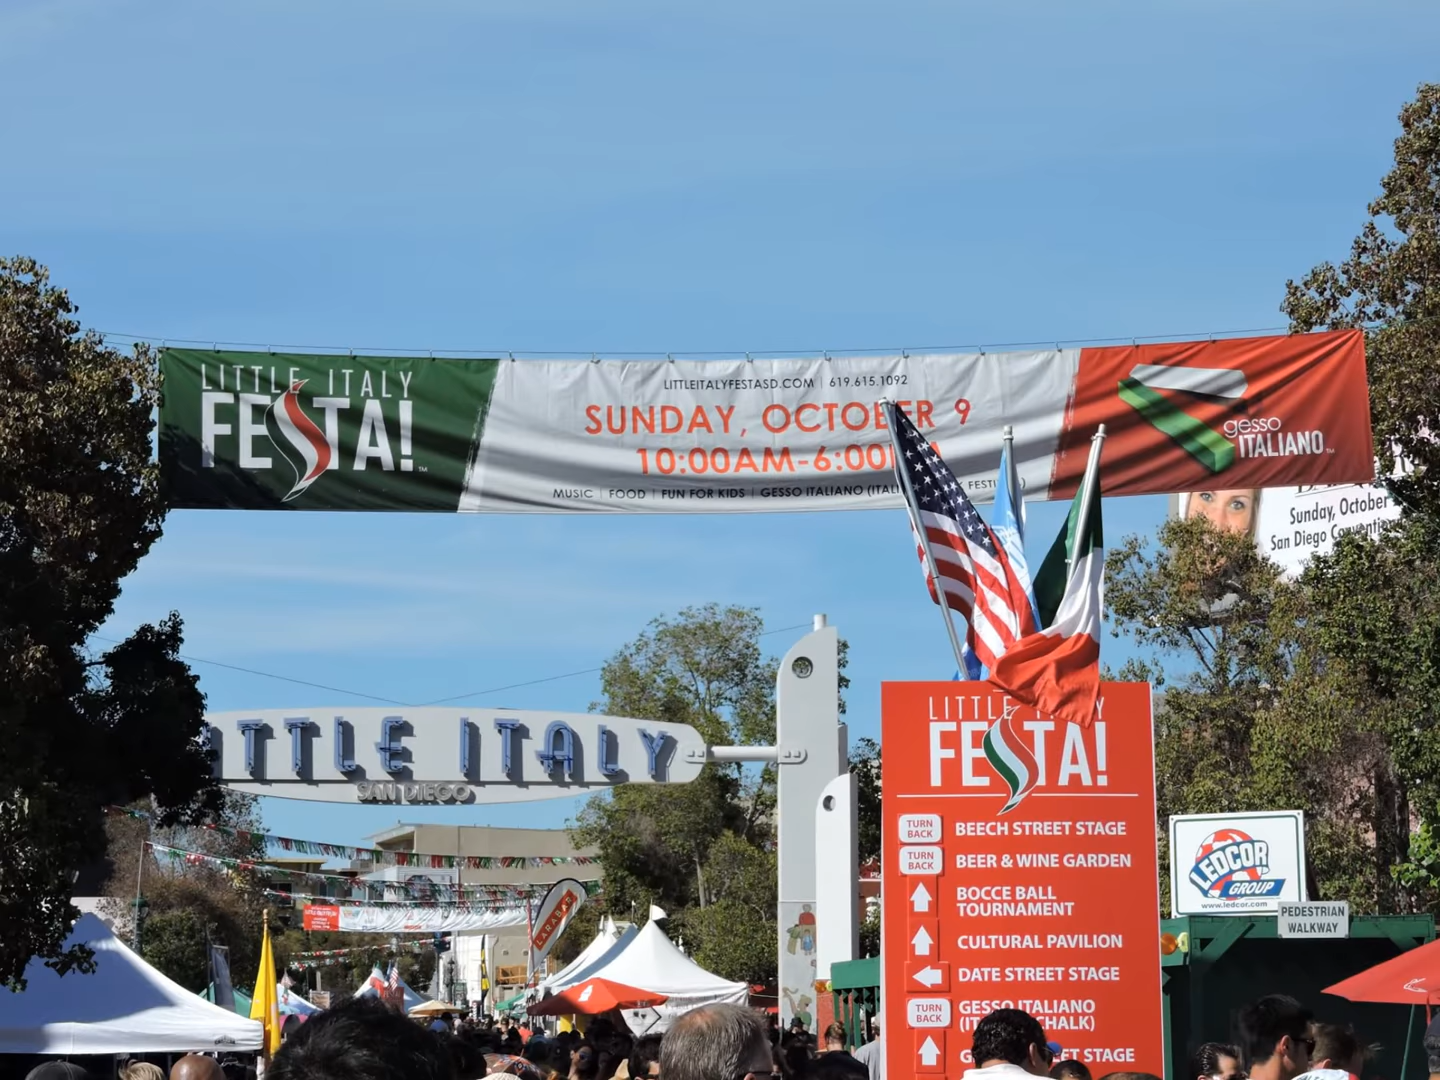 LITTLE ITALY
FESTA!
LITTLEITALYFESTASD.COM | 619.615.1092
SUNDAY, OCTOBER 9
10:00AM-6:00
MUSIC | FOOD | FUN FOR KIDS | GESSO ITALIANO
gesso
ITALIANO
Sunday, October
San Diego
TTLE ITALY
SAN DIEGO
LARABAR
LITTLE ITALY
FESTA!
TURN BACK BEECH STREET STAGE
TURN BACK BEER & WINE GARDEN
BOCCE BALL
TOURNAMENT
CULTURAL PAVILION
DATE STREET STAGE
TURN BACK GESSO ITALIANO
CHALK)
STAGE
LEDCOR
GROUP
www.ledcor.com
PEDESTRIAN
WALKWAY